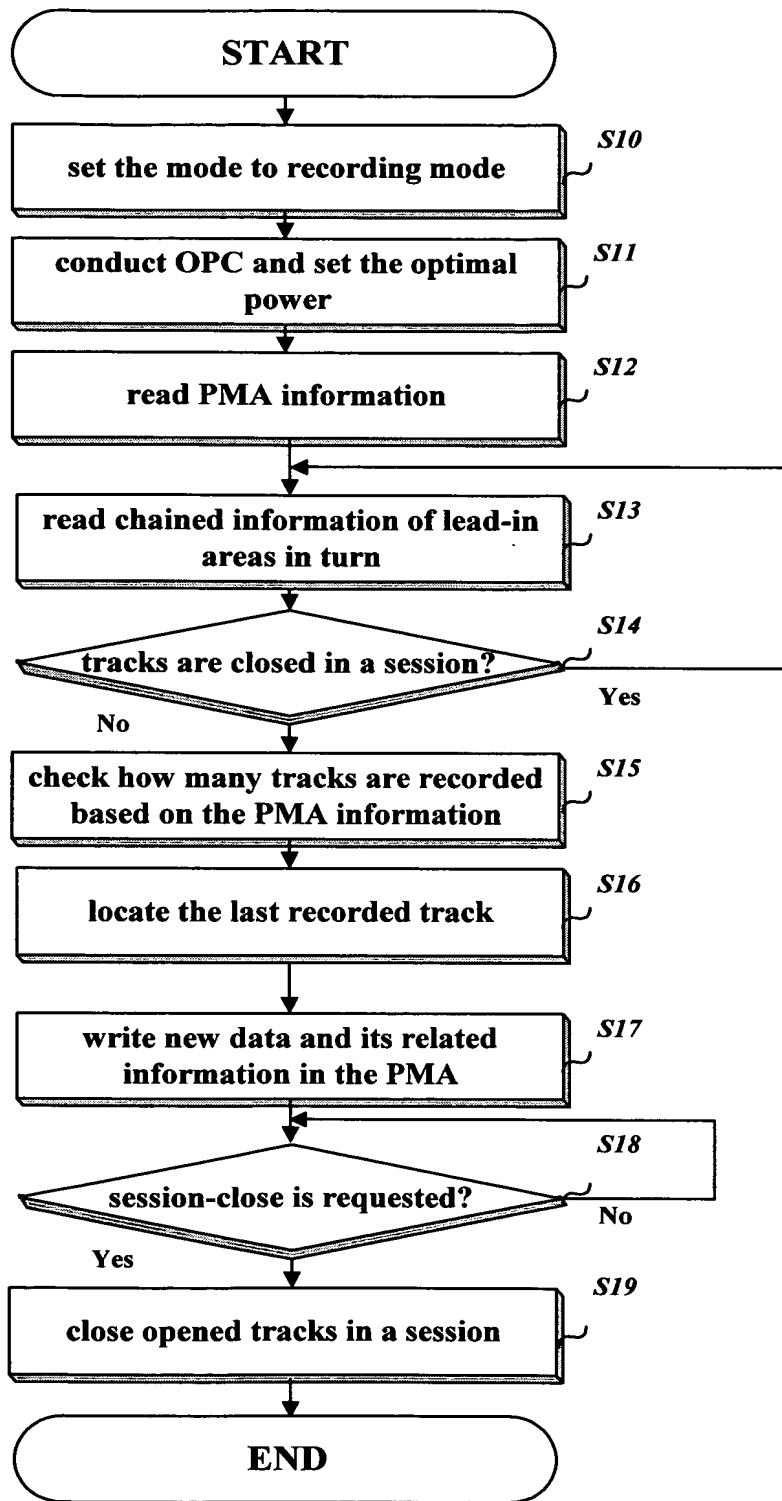 START
S10
set the mode to recording mode
S11
conduct OPC and set the optimal
power
S12
read PMA information
S13
read chained information of lead-in
areas in turn
S14
tracks are closed in a session?
No
Yes
S15
check how many tracks are recorded
based on the PMA information
S16
locate the last recorded track
S17
write new data and its related
information in the PMA
S18
session-close is requested?
No
Yes
S19
close opened tracks in a session
END